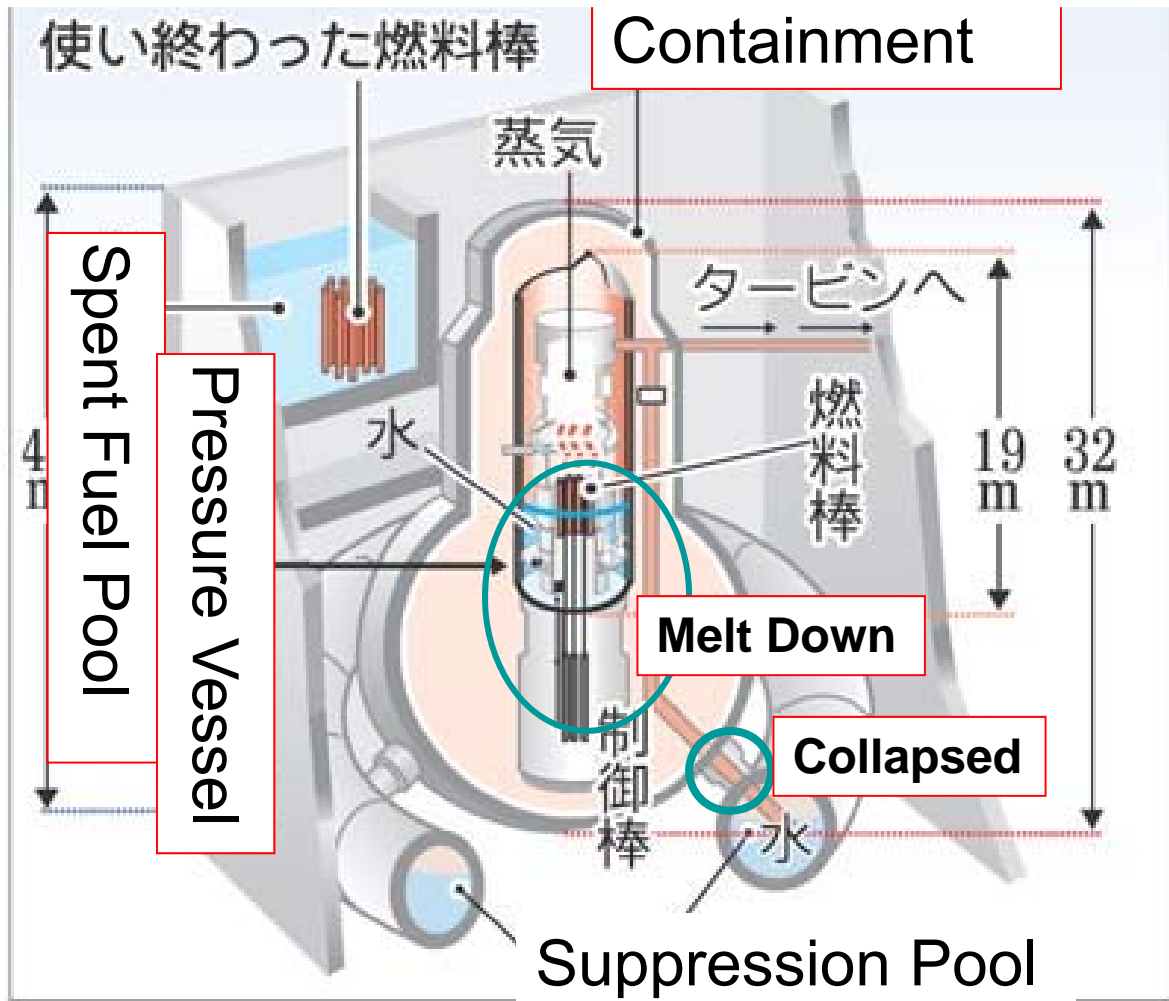 使い終わった燃料棒
Containment
蒸気
Spent Fuel Pool
Pressure Vessel
タービンへ
水
燃料棒
19
m
32
m
4
Melt Down
Collapsed
制御棒
水
Suppression Pool